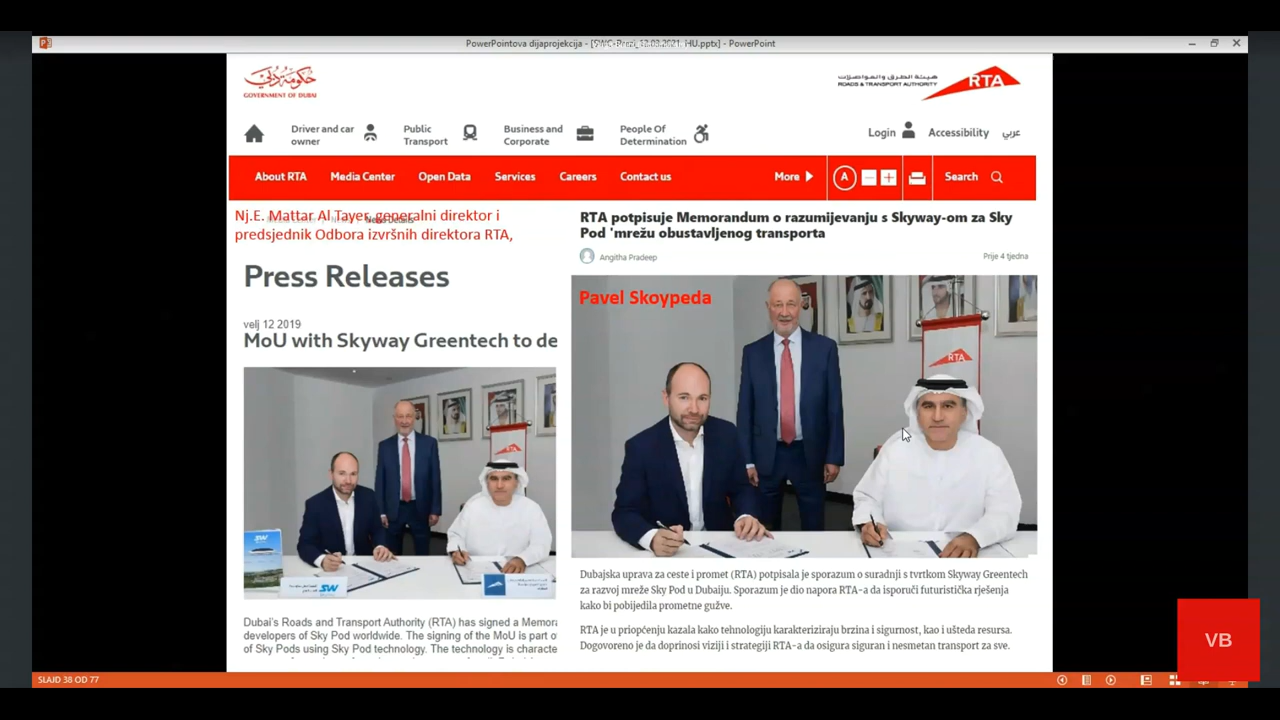 PowerPointova dijaprojekcija - [SWC-Prezi_12.03.2021._HU.pptx] - PowerPoint
حكومة دبي
GOVERNMENT OF DUBAI
هيئة الطرق والمواصلات
ROADS & TRANSPORT AUTHORITY
RTA
Driver and car owner
Public Transport
Business and Corporate
People Of Determination
Login
Accessibility
عربي
About RTA
Media Center
Open Data
Services
Careers
Contact us
More
A
Search
Nj.E. Mattar Al Tayer, generalni direktor i
predsjednik Odbora izvršnih direktora RTA,
News Details
Press Releases
velj 12 2019
MoU with Skyway Greentech to de
RTA
SW
SW
Dubai's Roads and Transport Authority (RTA) has signed a Memora
developers of Sky Pod worldwide. The signing of the MoU is part o
of Sky Pods using Sky Pod technology. The technology is characte
RTA potpisuje Memorandum o razumijevanju s Skyway-om za Sky
Pod 'mrežu obustavljenog transporta
Angitha Pradeep
Prije 4 tjedna
Pavel Skoypeda
RTA
Dubajska uprava za ceste i promet (RTA) potpisala je sporazum o suradnji s tvrtkom Skyway Greentech
za razvoj mreže Sky Pod u Dubaiju. Sporazum je dio napora RTA-a da isporuči futuristička rješenja
kako bi pobijedila prometne gužve.
RTA je u priopćenju kazala kako tehnologiju karakteriziraju brzina i sigurnost, kao i ušteda resursa.
Dogovoreno je da doprinosi viziji i strategiji RTA-a da osigura siguran i nesmetan transport za sve.
VB
SLAJD 38 OD 77